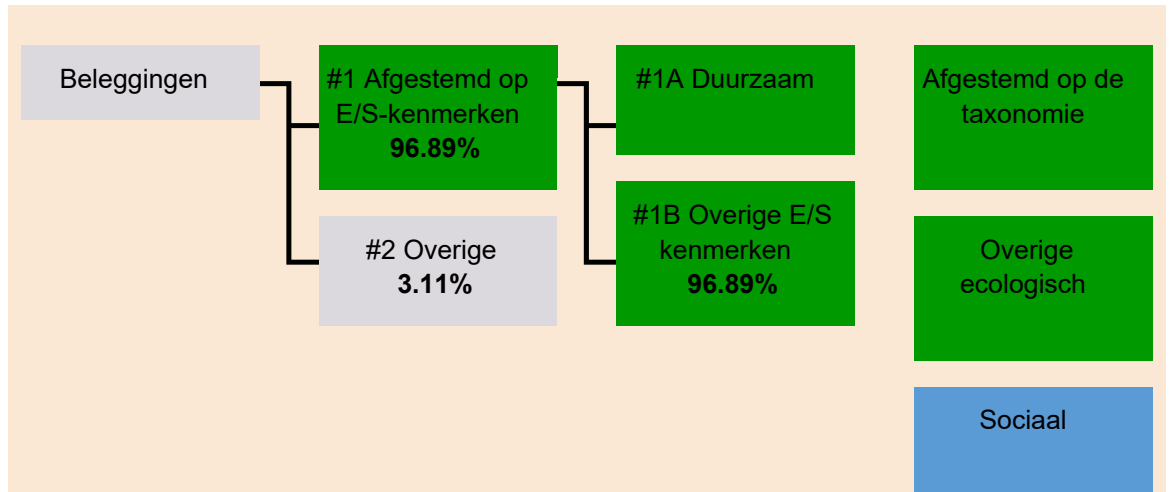 Beleggingen
#1 Afgestemd op
E/S-kenmerken
96.89%
#2 Overige
3.11%
#1A Duurzaam
#1B Overige E/S
kenmerken
96.89%
Afgestemd op de
taxonomie
Overige
ecologisch
Sociaal